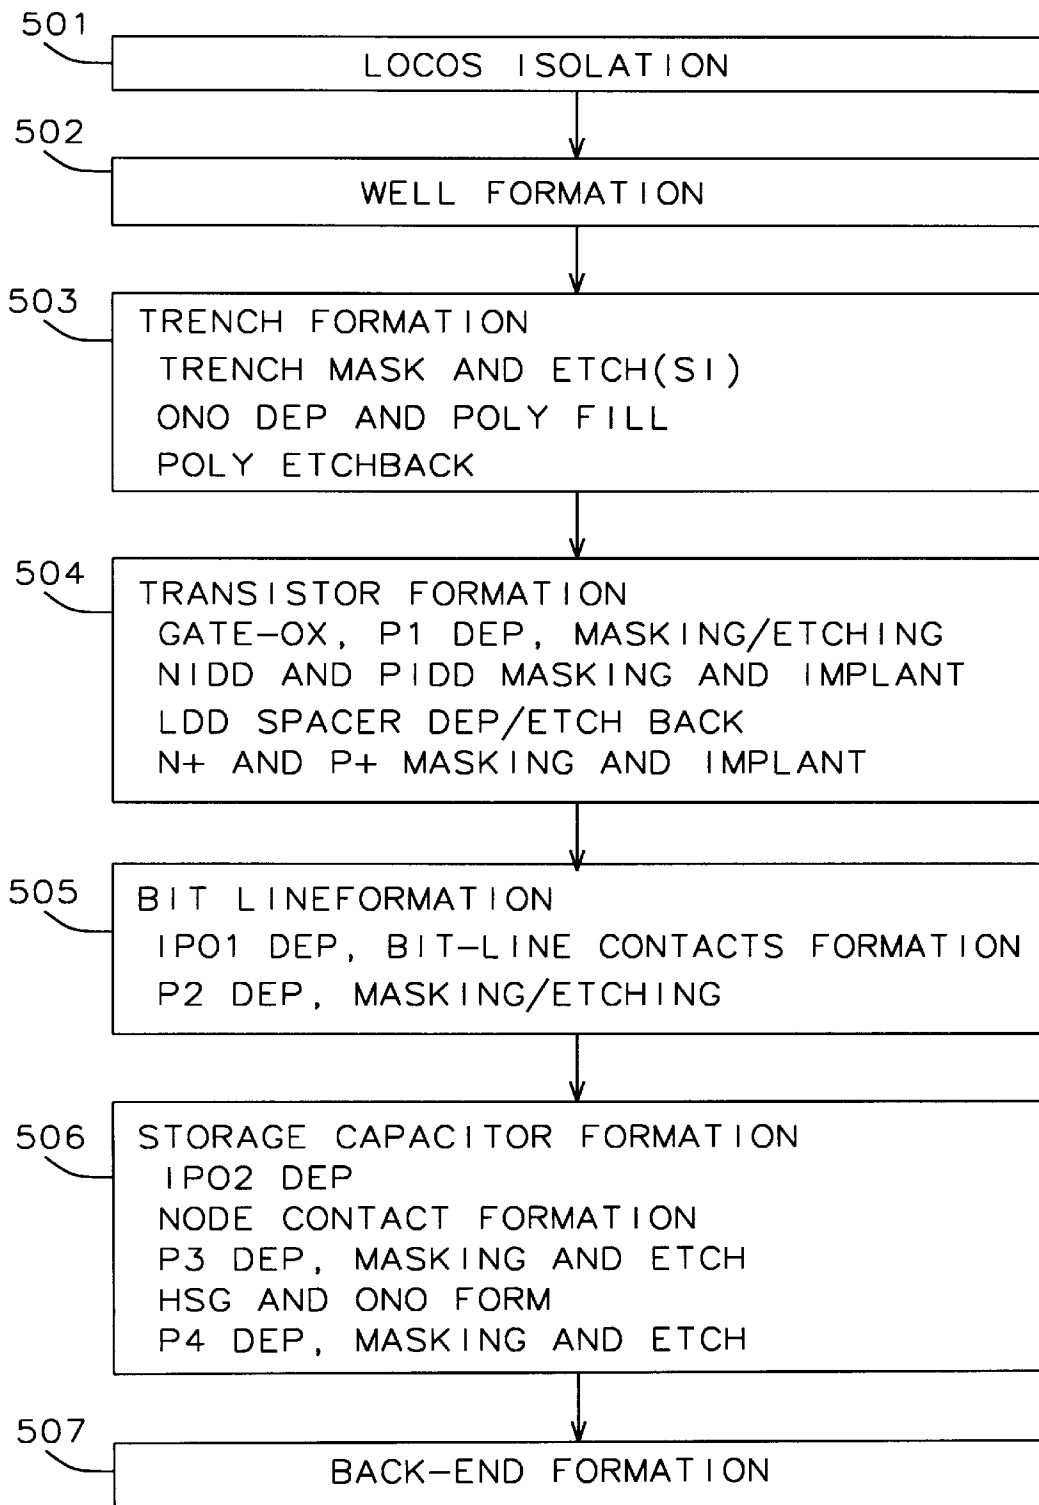 501
LOCOS ISOLATION
502
WELL FORMATION
503
TRENCH FORMATION
TRENCH MASK AND ETCH(SI)
ONO DEP AND POLY FILL
POLY ETCHBACK
504
TRANSISTOR FORMATION
GATE-OX, P1 DEP, MASKING/ETCHING
NIDD AND PIDD MASKING AND IMPLANT
LDD SPACER DEP/ETCH BACK
N+ AND P+ MASKING AND IMPLANT
505
BIT LINEFORMATION
IPO1 DEP, BIT-LINE CONTACTS FORMATION
P2 DEP, MASKING/ETCHING
506
STORAGE CAPACITOR FORMATION
IPO2 DEP
NODE CONTACT FORMATION
P3 DEP, MASKING AND ETCH
HSG AND ONO FORM
P4 DEP, MASKING AND ETCH
507
BACK-END FORMATION